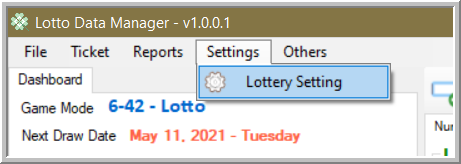 Lotto Data Manager - v1.0.0.1
File Ticket Reports Settings Others
Lottery Setting
Dashboard
Game Mode 6-42 - Lotto
Next Draw Date May 11, 2021 - Tuesday